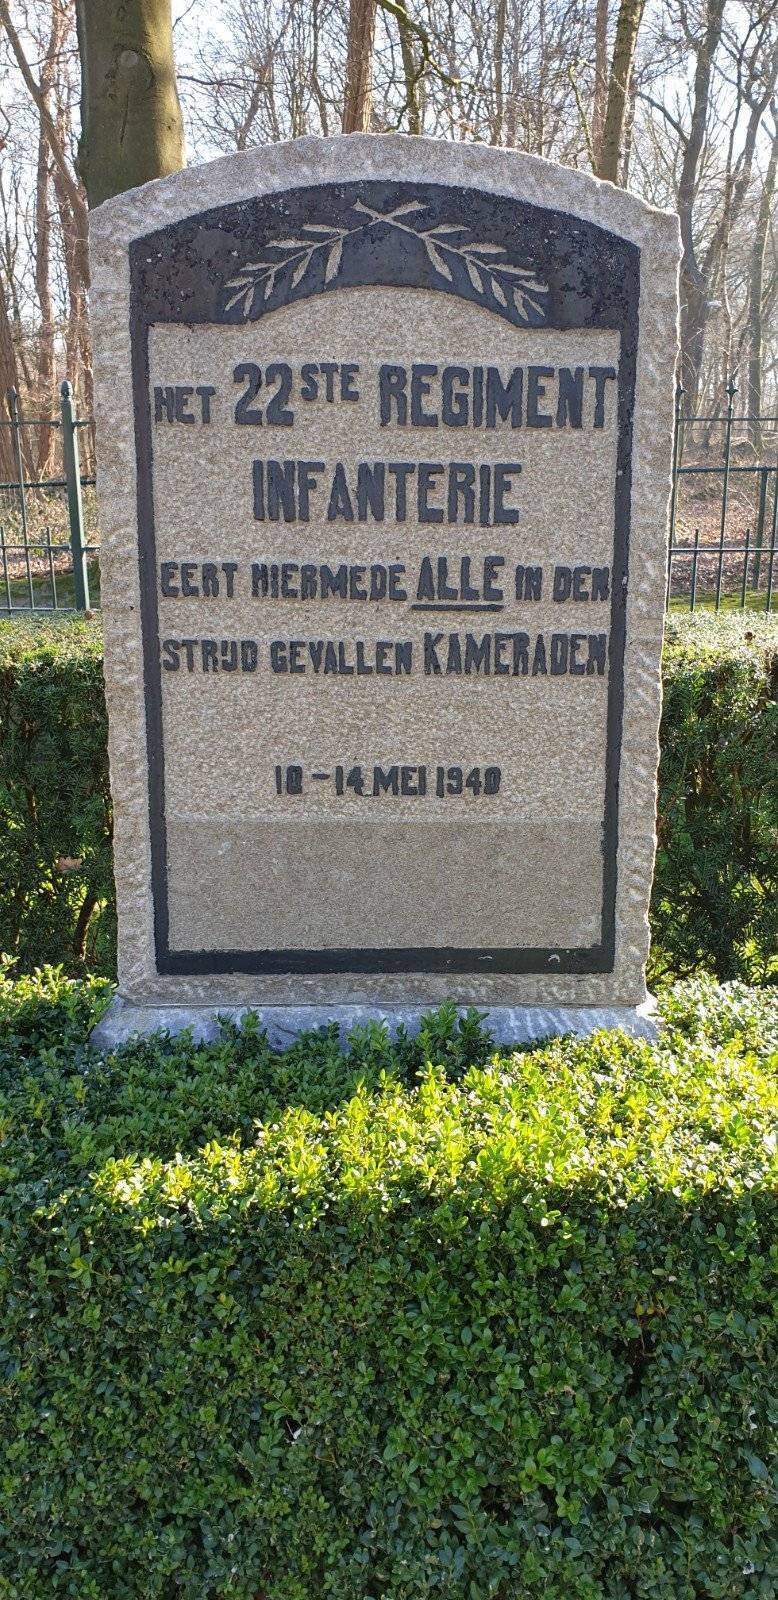 HET 22STE REGIMENT
INFANTERIE
EERT HIERMEDE ALLE IN DEN
STRIJD GEVALLEN KAMERADEN
10-14 MEI 1940